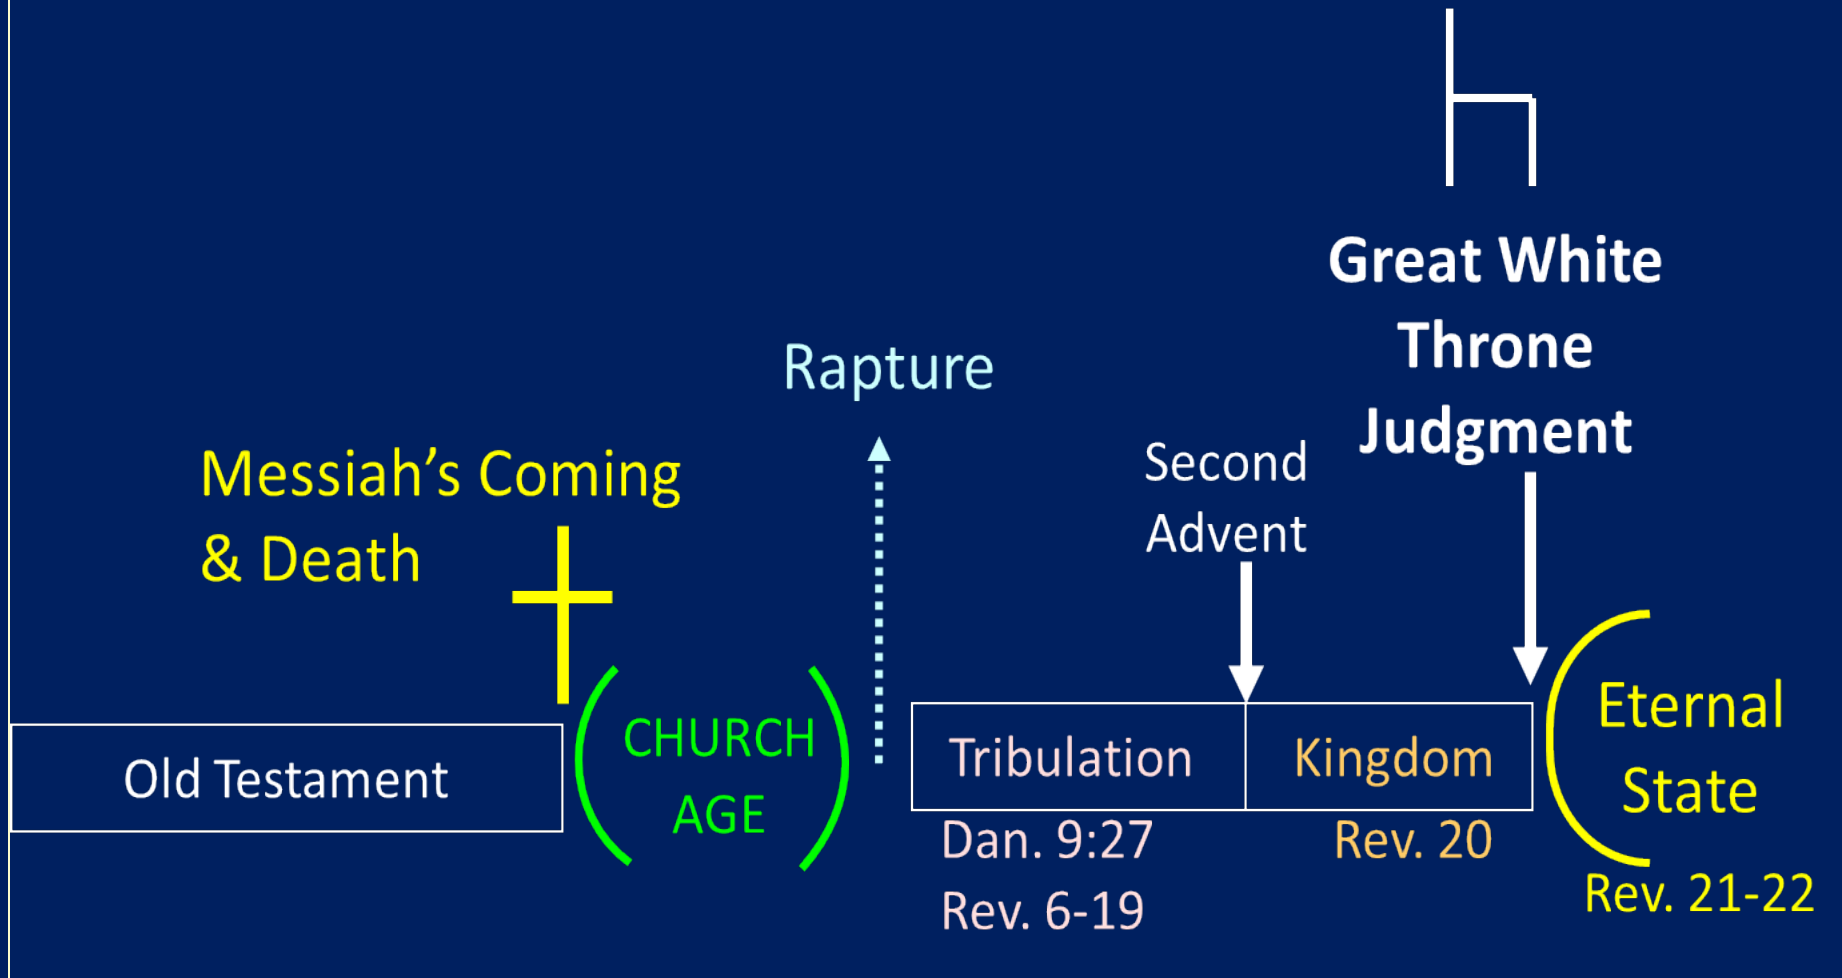 Great White
Throne
Judgment
Rapture
Second
Advent
Messiah’s Coming
& Death
Old Testament
CHURCH
AGE
Tribulation
Kingdom
Eternal
State
Dan. 9:27
Rev. 6-19
Rev. 20
Rev. 21-22